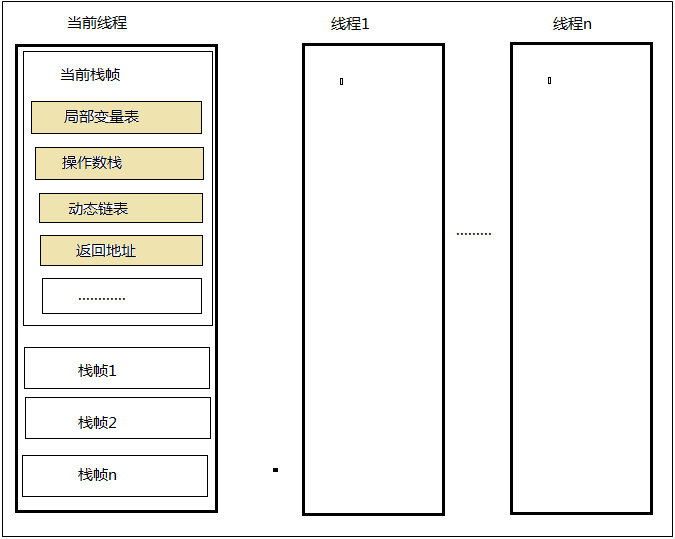 当前线程
线程1
线程n
当前栈帧
局部变量表
操作数栈
动态链表
返回地址
............
栈帧1
栈帧2
栈帧n
.........